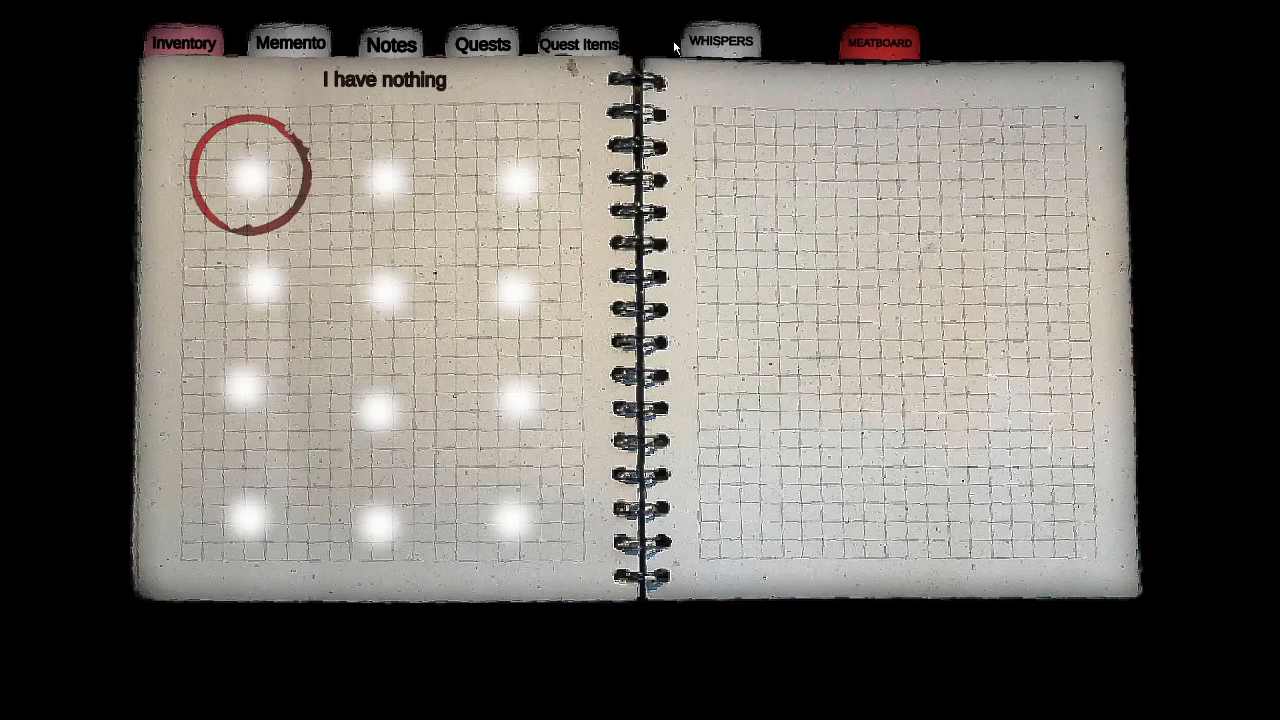 Inventory
Memento
Notes
Quests
Quest Items
WHISPERS
MEATBOARD
I have nothing